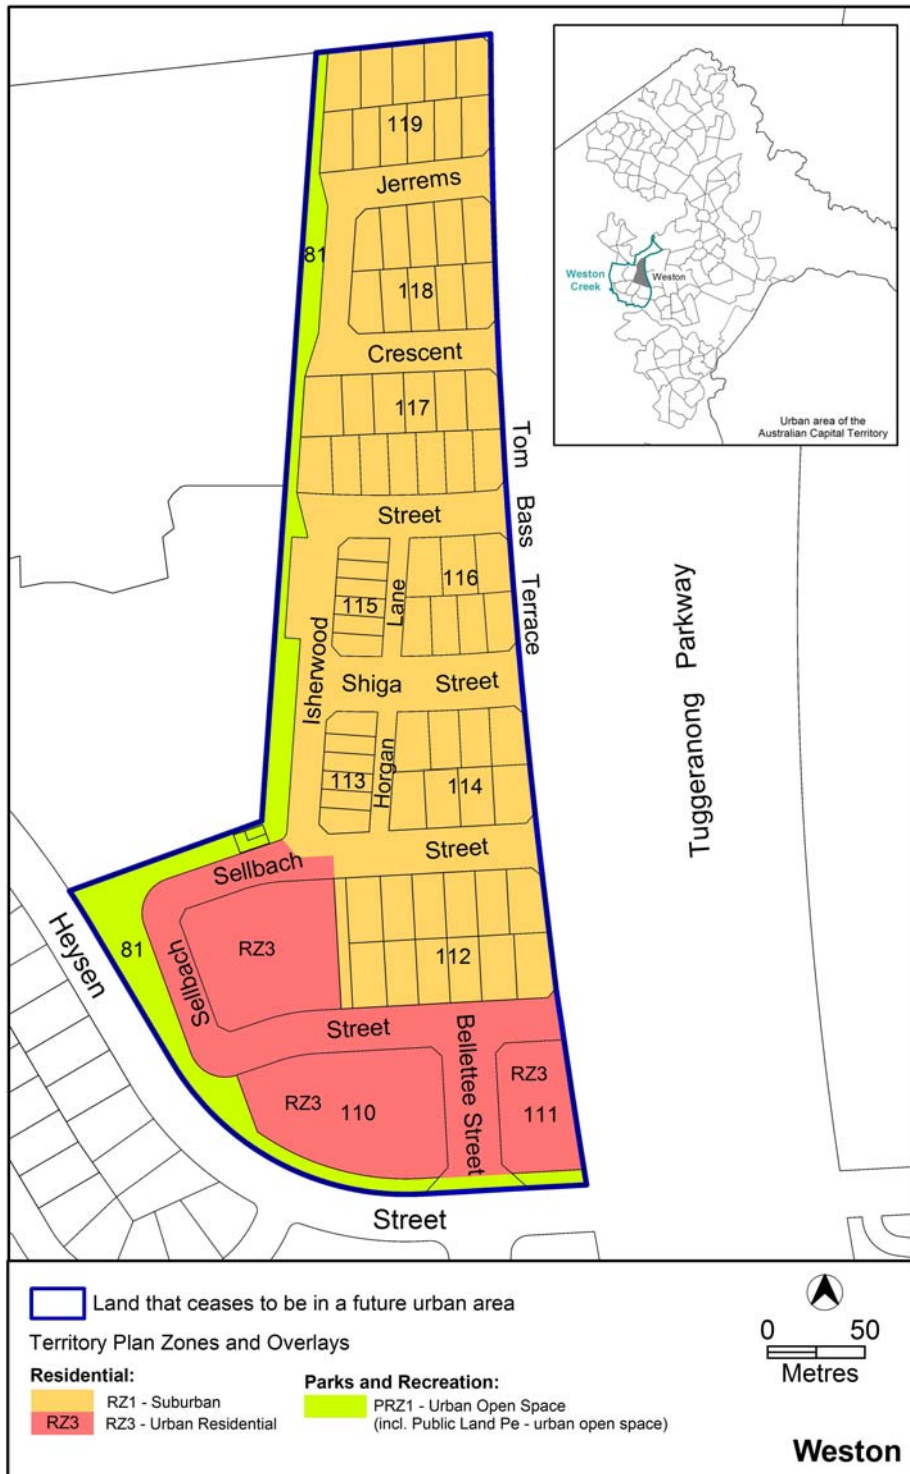 119
Jerrems
81
118
Crescent
117
Street
Tom Bass Terrace
116
115
Lane
Isherwood
Shiga Street
113
Horgan
114
Street
Sellbach
81
Heysen
RZ3
112
Sellbach
Street
Bellettee Street
RZ3
110
RZ3
111
Street
Tuggeranong Parkway
Weston
Creek
Weston
Urban area of the
Australian Capital Territory
Land that ceases to be in a future urban area
Territory Plan Zones and Overlays
Residential:
RZ1 - Suburban
RZ3 RZ3 - Urban Residential
Parks and Recreation:
PRZ1 - Urban Open Space
(incl. Public Land Pe - urban open space)
0 50
Metres
Weston